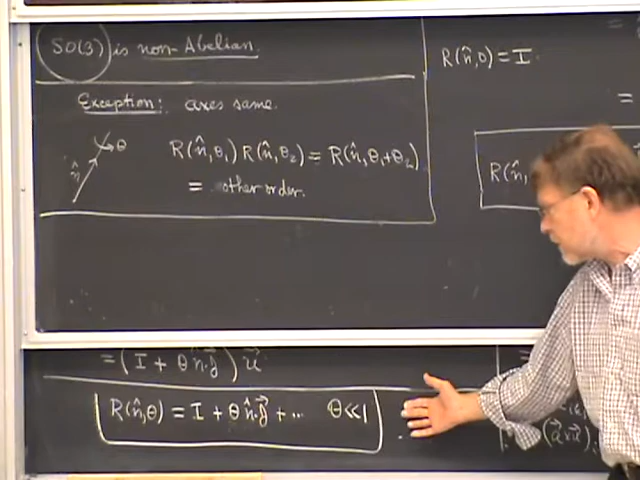 SO(3) is non-Abelian.
Exception: axes same.
n̂ θ R(n̂,θ₁)R(n̂,θ₂) = R(n̂,θ₁+θ₂)
= other order.
R(n̂,0) = I
=
=
R(n̂,
= (I + θ n̂·J⃗) u⃗
R(n̂,θ) = I + θ n̂·J⃗ + ... θ≪1
(a⃗×u⃗)ᵢ